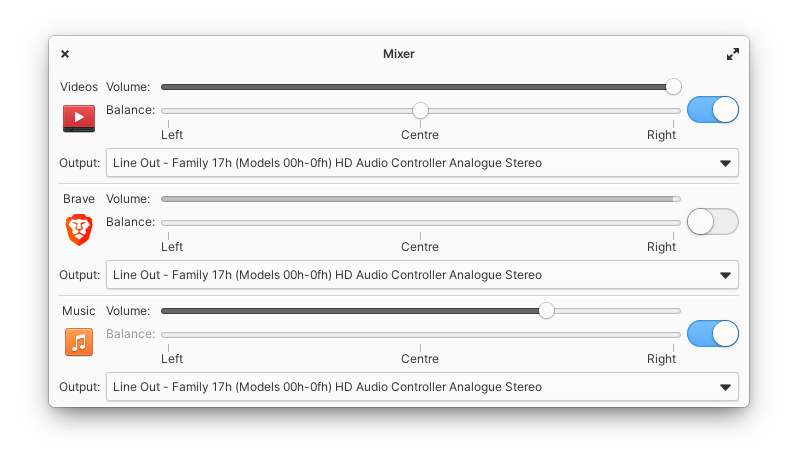 Mixer
Videos Volume:
Balance:
Left Centre Right
Output: Line Out - Family 17h (Models 00h-0fh) HD Audio Controller Analogue Stereo
Brave Volume:
Balance:
Left Centre Right
Output: Line Out - Family 17h (Models 00h-0fh) HD Audio Controller Analogue Stereo
Music Volume:
Balance:
Left Centre Right
Output: Line Out - Family 17h (Models 00h-0fh) HD Audio Controller Analogue Stereo